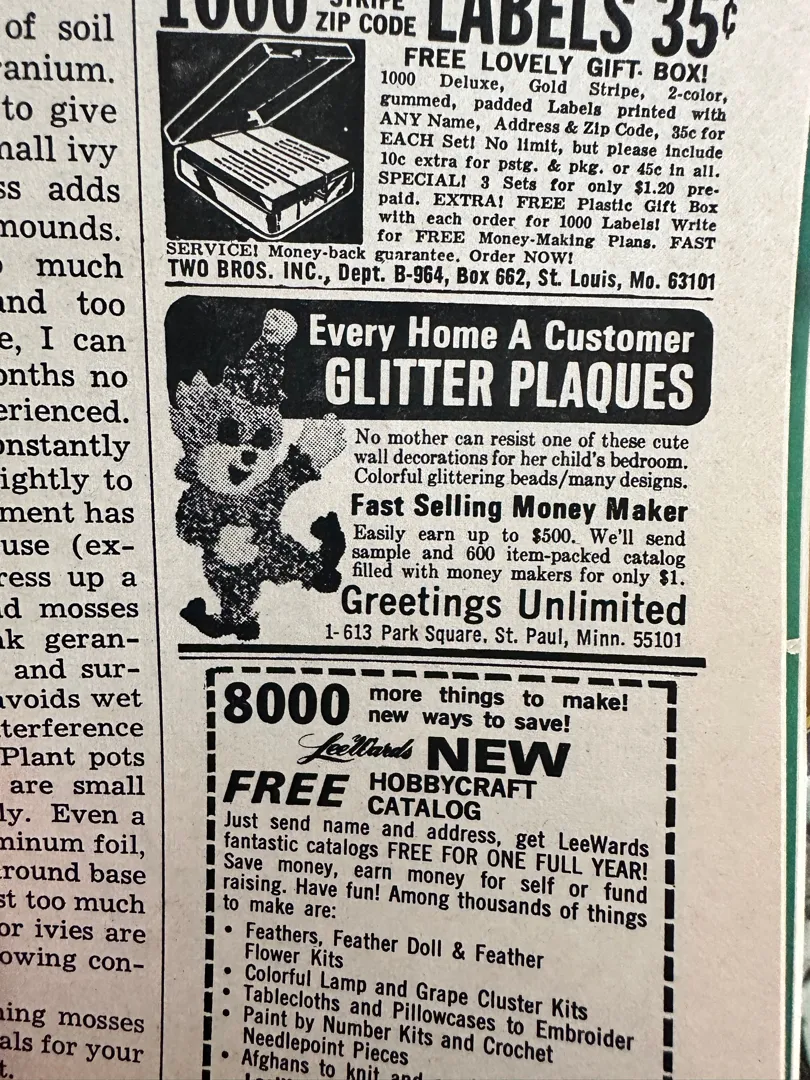 of soil
ranium.
to give
mall ivy
ss adds
mounds.
much
and too
e, I can
onths no
erienced.
onstantly
ightly to
ment has
use (ex-
ress up a
nd mosses
nk geran-
and sur-
avoids wet
terference
Plant pots
are small
ly. Even a
minum foil,
around base
st too much
or ivies are
owing con-
ning mosses
als for your
t.
1000 STRIPE ZIP CODE LABELS 35¢
FREE LOVELY GIFT BOX!
1000 Deluxe, Gold Stripe, 2-color,
gummed, padded Labels printed with
ANY Name, Address & Zip Code, 35c for
EACH Set! No limit, but please include
10c extra for pstg. & pkg. or 45c in all.
SPECIAL! 3 Sets for only $1.20 pre-
paid. EXTRA! FREE Plastic Gift Box
with each order for 1000 Labels! Write
for FREE Money-Making Plans. FAST
SERVICE! Money-back guarantee. Order NOW!
TWO BROS. INC., Dept. B-964, Box 662, St. Louis, Mo. 63101
Every Home A Customer
GLITTER PLAQUES
No mother can resist one of these cute
wall decorations for her child's bedroom.
Colorful glittering beads/many designs.
Fast Selling Money Maker
Easily earn up to $500. We'll send
sample and 600 item-packed catalog
filled with money makers for only $1.
Greetings Unlimited
1-613 Park Square, St. Paul, Minn. 55101
8000 more things to make!
new ways to save!
LeeWards NEW
FREE HOBBYCRAFT
CATALOG
Just send name and address, get LeeWards
fantastic catalogs FREE FOR ONE FULL YEAR!
Save money, earn money for self or fund
raising. Have fun! Among thousands of things
to make are:
• Feathers, Feather Doll & Feather
Flower Kits
• Colorful Lamp and Grape Cluster Kits
• Tablecloths and Pillowcases to Embroider
• Paint by Number Kits and Crochet
Needlepoint Pieces
• Afghans to knit and